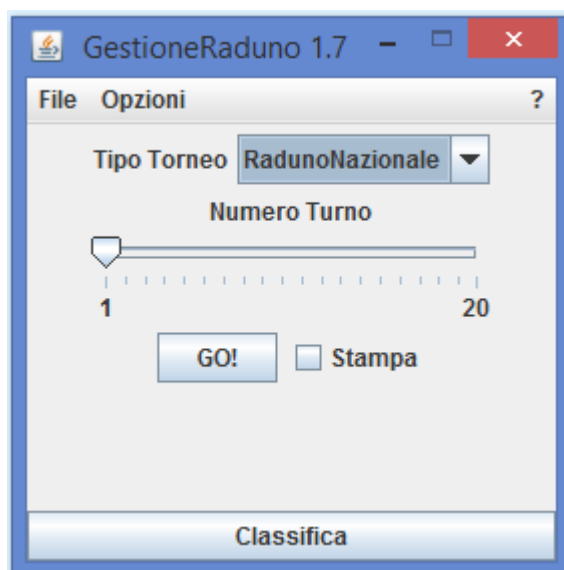 GestioneRaduno 1.7
File Opzioni ?
Tipo Torneo RadunoNazionale
Numero Turno
1 20
GO! Stampa
Classifica